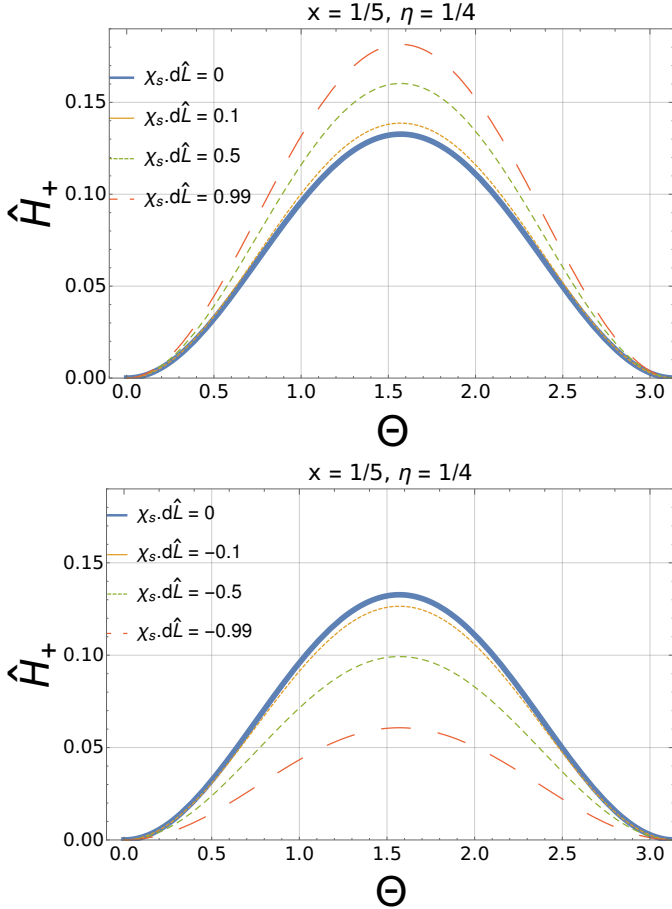 x = 1/5, η = 1/4
χₛ.dL̂ = 0
χₛ.dL̂ = 0.1
χₛ.dL̂ = 0.5
χₛ.dL̂ = 0.99
Ĥ₊
0.15
0.10
0.05
0.00
0.0 0.5 1.0 1.5 2.0 2.5 3.0
Θ
x = 1/5, η = 1/4
χₛ.dL̂ = 0
χₛ.dL̂ = −0.1
χₛ.dL̂ = −0.5
χₛ.dL̂ = −0.99
Ĥ₊
0.15
0.10
0.05
0.00
0.0 0.5 1.0 1.5 2.0 2.5 3.0
Θ